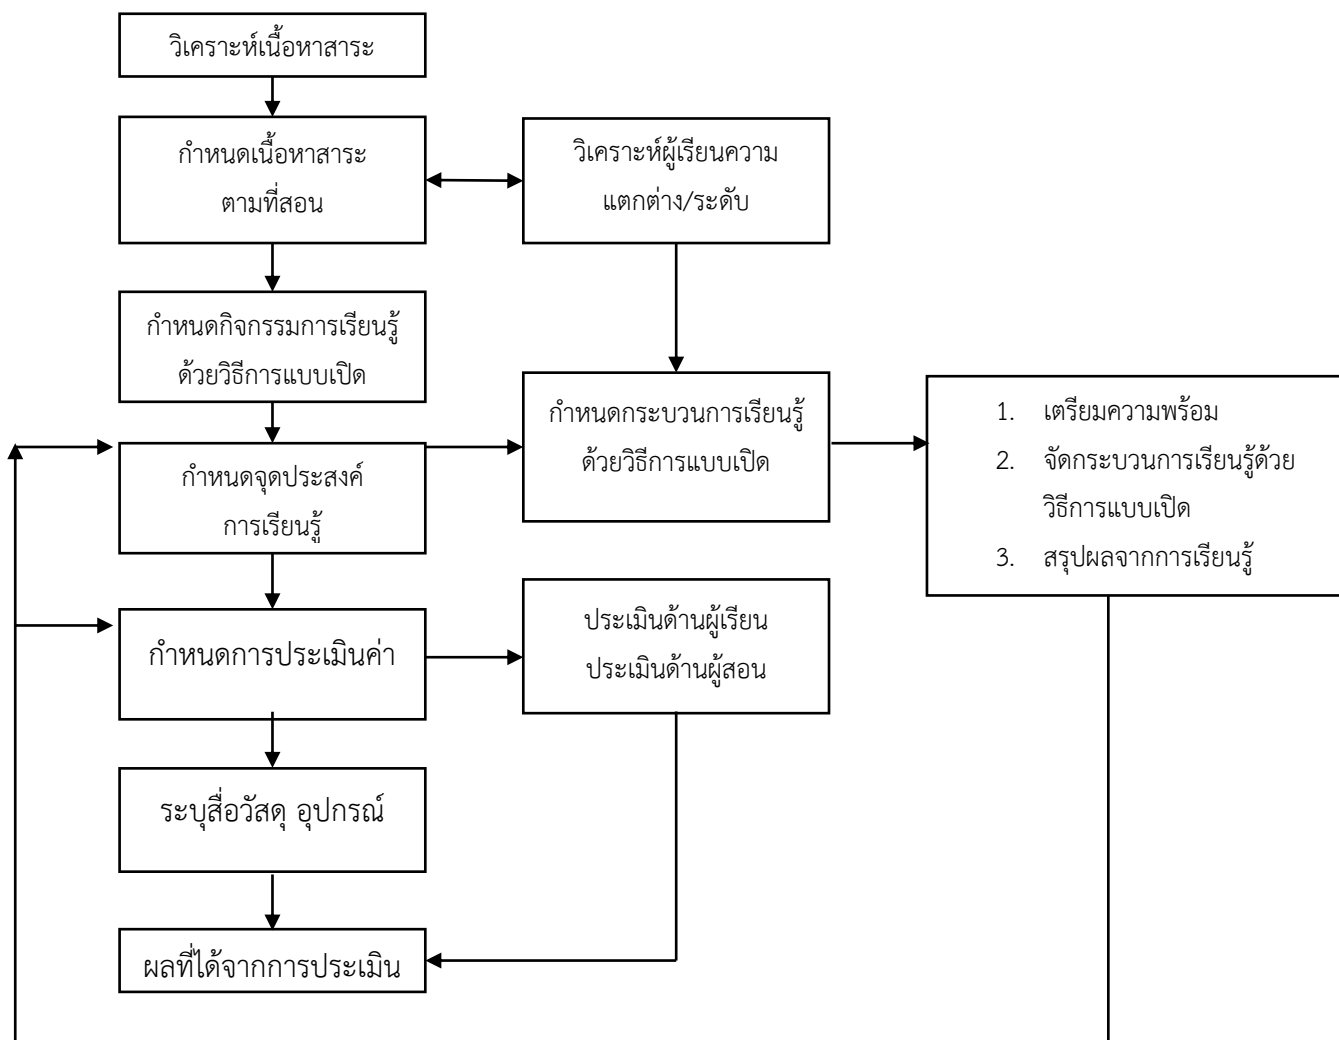 วิเคราะห์เนื้อหาสาระ
กำหนดเนื้อหาสาระ
ตามที่สอน
วิเคราะห์ผู้เรียนความ
แตกต่าง/ระดับ
กำหนดกิจกรรมการเรียนรู้
ด้วยวิธีการแบบเปิด
กำหนดกระบวนการเรียนรู้
ด้วยวิธีการแบบเปิด
1. เตรียมความพร้อม
2. จัดกระบวนการเรียนรู้ด้วย
วิธีการแบบเปิด
3. สรุปผลจากการเรียนรู้
กำหนดจุดประสงค์
การเรียนรู้
กำหนดการประเมินค่า
ประเมินด้านผู้เรียน
ประเมินด้านผู้สอน
ระบุสื่อวัสดุ อุปกรณ์
ผลที่ได้จากการประเมิน